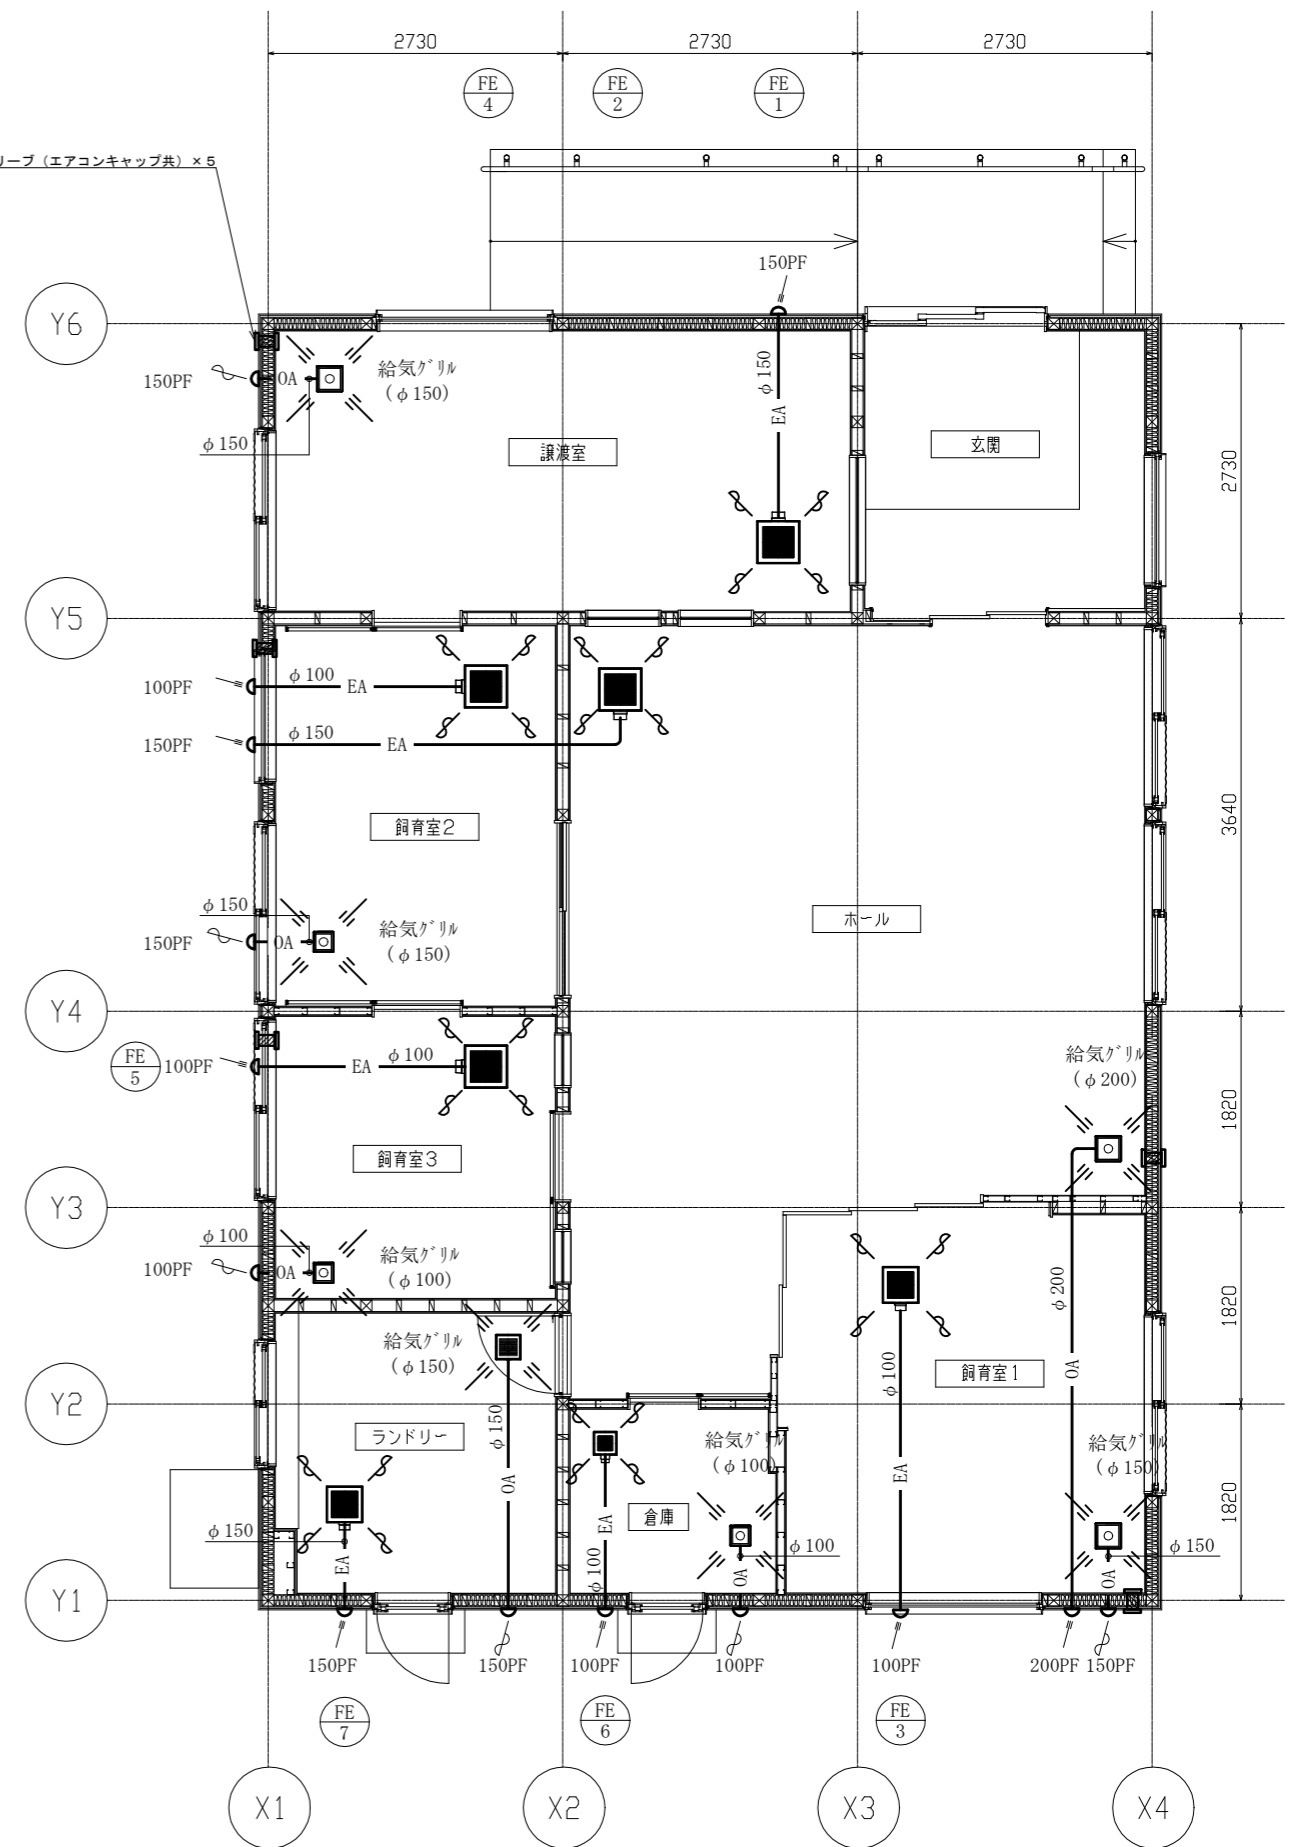 2730
2730
2730
FE
4
FE
2
FE
1
リーブ（エアコンキャップ共）×5
150PF
Y6
150PF
OA
給気グリル
(φ150)
φ150
EA
φ150
譲渡室
玄関
2730
Y5
100PF
φ100
EA
150PF
φ150
EA
飼育室2
3640
φ150
150PF
OA
給気グリル
(φ150)
ホール
Y4
FE
5
100PF
EA
φ100
給気グリル
(φ200)
1820
飼育室3
Y3
φ100
100PF
OA
給気グリル
(φ100)
φ200
1820
給気グリル
(φ150)
φ100
OA
飼育室1
Y2
ランドリー
φ150
給気グリル
(φ100)
給気グリル
(φ150)
EA
OA
倉庫
1820
φ150
EA
EA
φ100
φ100
OA
φ150
OA
Y1
150PF
150PF
100PF
100PF
100PF
200PF
150PF
FE
7
FE
6
FE
3
X1
X2
X3
X4